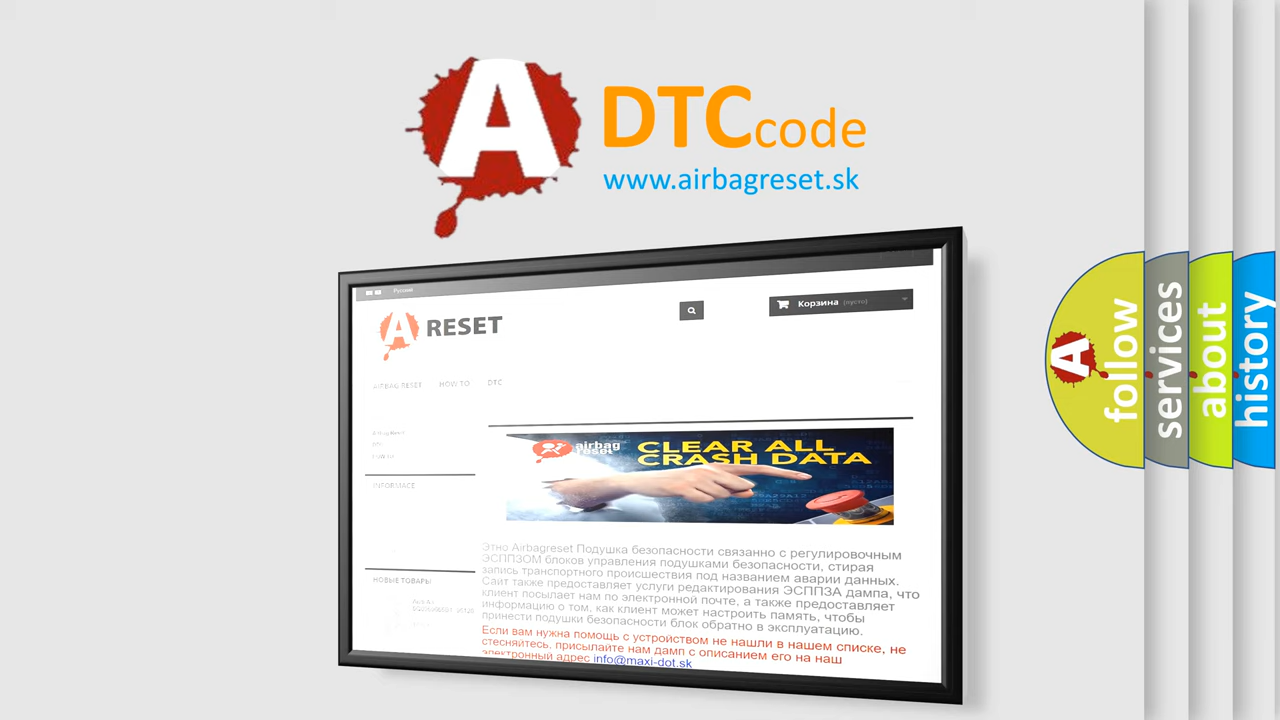 A DTCcode
www.airbagreset.sk
Русский
Корзина (пусто)
A RESET
AIRBAG RESET HOW TO DTC
INFORMACE
airbag
reset
CLEAR ALL
CRASH DATA
Этно Airbagreset Подушка безопасности связанно с регулировочным
ЭСППЗОМ блоков управления подушками безопасности, стирая
запись транспортного происшествия под названием аварии данных.
Сайт также предоставляет услуги редактирования ЭСППЗА дампа, что
клиент посылает нам по электронной почте, а также предоставляет
информацию о том, как клиент может настроить память, чтобы
принести подушки безопасности блок обратно в эксплуатацию.
Если вам нужна помощь с устройством не нашли в нашем списке, не
стесняйтесь, присылайте нам дамп с описанием его на наш
электронный адрес info@maxi-dot.sk
НОВЫЕ ТОВАРЫ
A follow
services
about
history